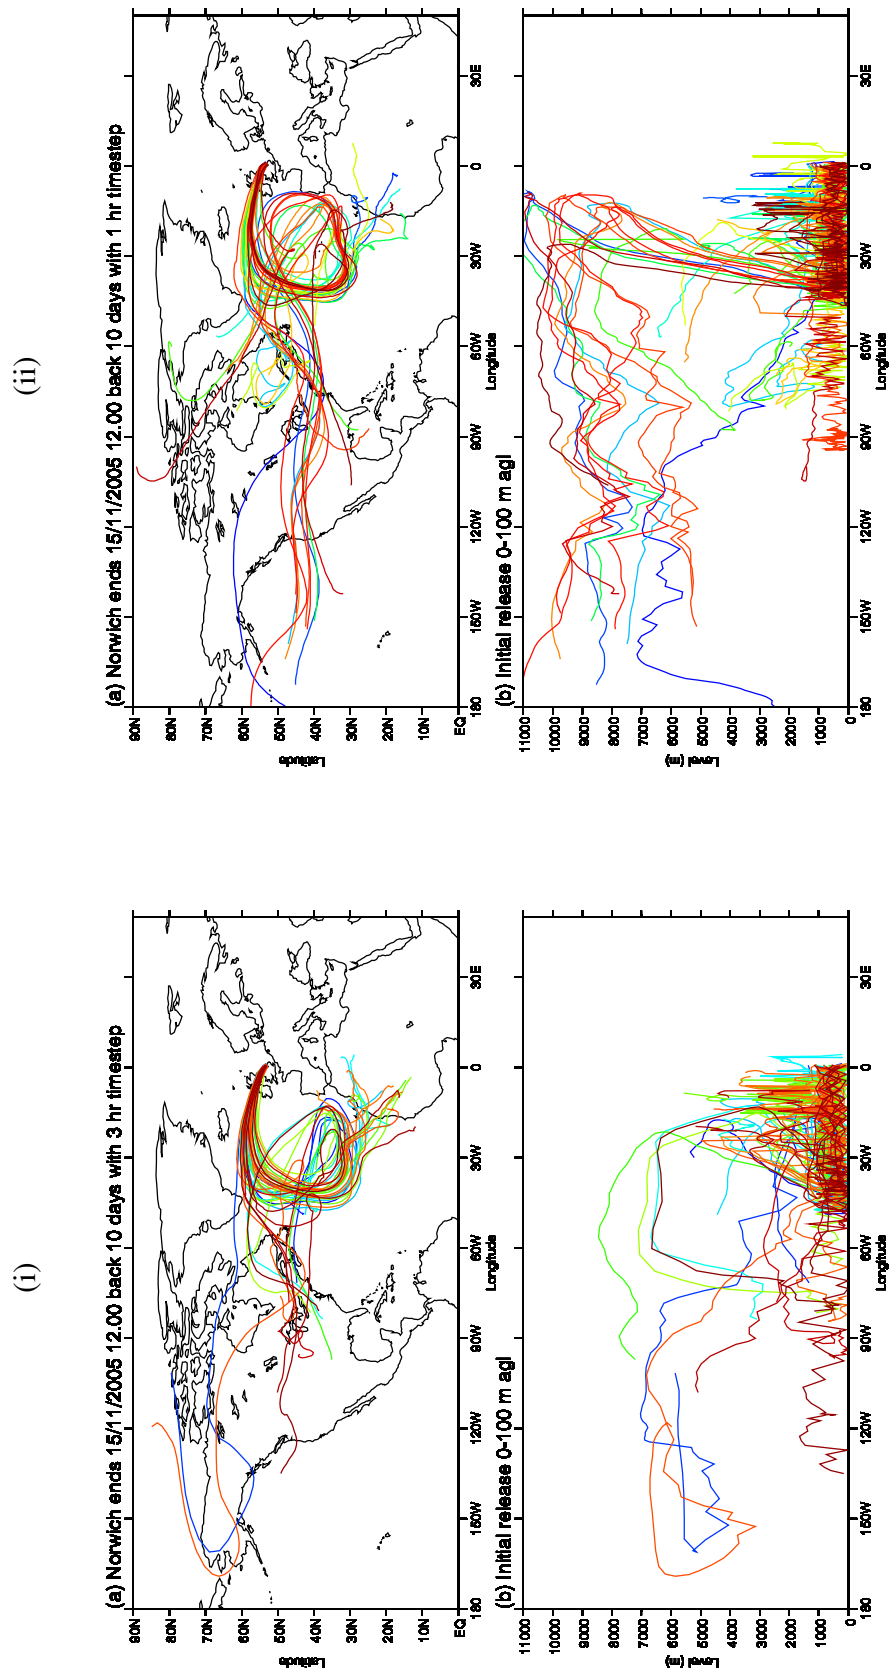 (i)
(a) Norwich ends 15/11/2005 12.00 back 10 days with 3 hr timestep
90N
80N
70N
60N
50N
40N
30N
20N
10N
EQ
Latitude
180 150W 120W 90W 60W 30W 0 30E
Longitude
(b) Initial release 0-100 m agl
11000
10000
9000
8000
7000
6000
5000
4000
3000
2000
1000
0
Level (m)
180 150W 120W 90W 60W 30W 0 30E
Longitude
(ii)
(a) Norwich ends 15/11/2005 12.00 back 10 days with 1 hr timestep
90N
80N
70N
60N
50N
40N
30N
20N
10N
EQ
Latitude
180 150W 120W 90W 60W 30W 0 30E
Longitude
(b) Initial release 0-100 m agl
11000
10000
9000
8000
7000
6000
5000
4000
3000
2000
1000
0
Level (m)
180 150W 120W 90W 60W 30W 0 30E
Longitude